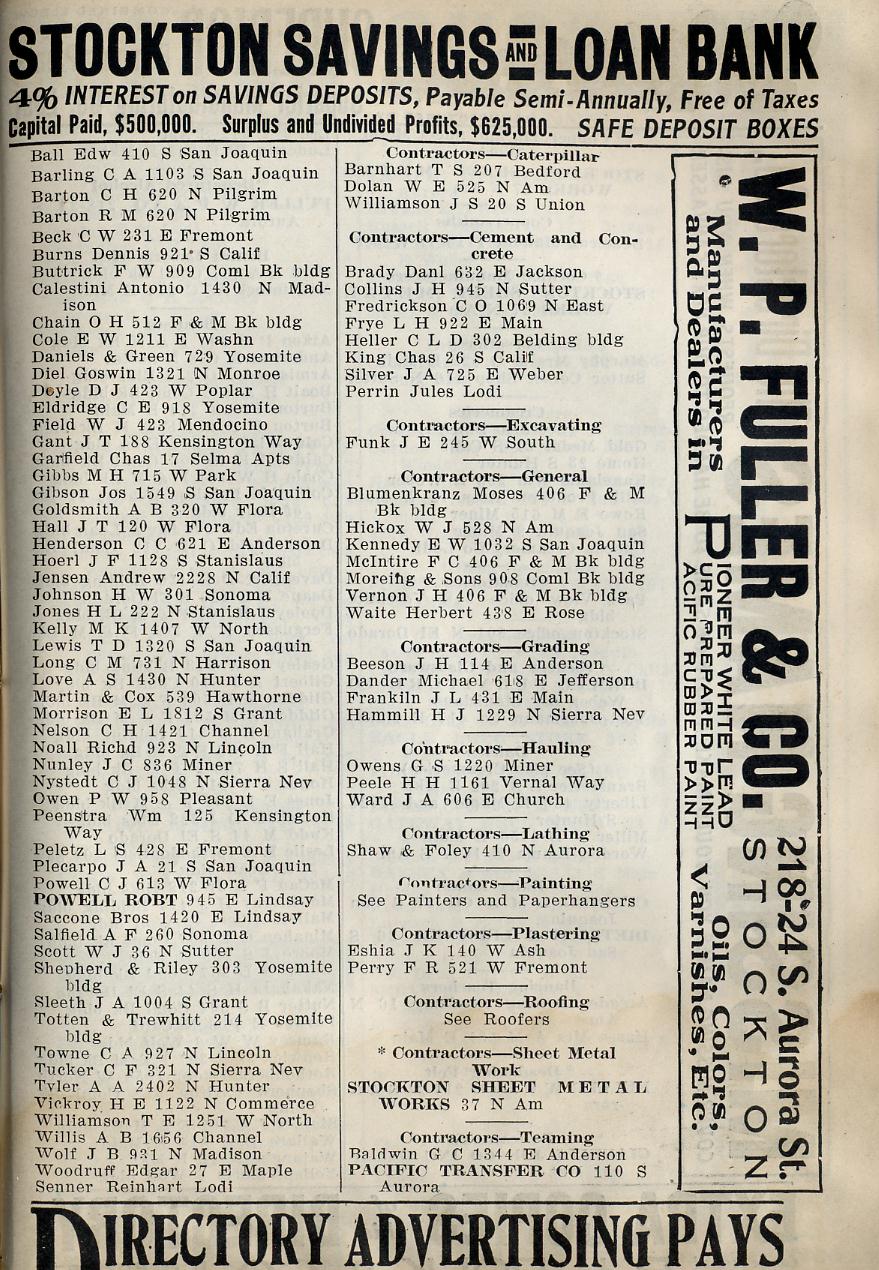 STOCKTON SAVINGS AND LOAN BANK
4% INTEREST on SAVINGS DEPOSITS, Payable Semi-Annually, Free of Taxes
Capital Paid, $500,000. Surplus and Undivided Profits, $625,000. SAFE DEPOSIT BOXES
Ball Edw 410 S San Joaquin
Barling C A 1103 S San Joaquin
Barton C H 620 N Pilgrim
Barton R M 620 N Pilgrim
Beck C W 231 E Fremont
Burns Dennis 921 S Calif
Buttrick F W 909 Coml Bk bldg
Calestini Antonio 1430 N Mad-
ison
Chain O H 512 F & M Bk bldg
Cole E W 1211 E Washn
Daniels & Green 729 Yosemite
Diel Goswin 1321 N Monroe
Doyle D J 423 W Poplar
Eldridge C E 918 Yosemite
Field W J 423 Mendocino
Gant J T 188 Kensington Way
Garfield Chas 17 Selma Apts
Gibbs M H 715 W Park
Gibson Jos 1549 S San Joaquin
Goldsmith A B 320 W Flora
Hall J T 120 W Flora
Henderson C C 621 E Anderson
Hoerl J F 1128 S Stanislaus
Jensen Andrew 2228 N Calif
Johnson H W 301 Sonoma
Jones H L 222 N Stanislaus
Kelly M K 1407 W North
Lewis T D 1320 S San Joaquin
Long C M 731 N Harrison
Love A S 1430 N Hunter
Martin & Cox 539 Hawthorne
Morrison E L 1812 S Grant
Nelson C H 1421 Channel
Noall Richd 923 N Lincoln
Nunley J C 836 Miner
Nystedt C J 1048 N Sierra Nev
Owen P W 958 Pleasant
Peenstra Wm 125 Kensington
Way
Peletz L S 428 E Fremont
Plecarpo J A 21 S San Joaquin
Powell C J 613 W Flora
POWELL ROBT 945 E Lindsay
Saccone Bros 1420 E Lindsay
Salfield A F 260 Sonoma
Scott W J 36 N Sutter
Shepherd & Riley 303 Yosemite
bldg
Sleeth J A 1004 S Grant
Totten & Trewhitt 214 Yosemite
bldg
Towne C A 927 N Lincoln
Tucker C F 321 N Sierra Nev
Tyler A A 2402 N Hunter
Vickroy H E 1122 N Commerce
Williamson T E 1251 W North
Willis A B 1656 Channel
Wolf J B 931 N Madison
Woodruff Edgar 27 E Maple
Senner Reinhart Lodi
Contractors—Caterpillar
Barnhart T S 207 Bedford
Dolan W E 525 N Am
Williamson J S 20 S Union
Contractors—Cement and Con-
crete
Brady Danl 632 E Jackson
Collins J H 945 N Sutter
Fredrickson C O 1069 N East
Frye L H 922 E Main
Heller C L D 302 Belding bldg
King Chas 26 S Calif
Silver J A 725 E Weber
Perrin Jules Lodi
Contractors—Excavating
Funk J E 245 W South
Contractors—General
Blumenkranz Moses 406 F & M
Bk bldg
Hickox W J 528 N Am
Kennedy E W 1032 S San Joaquin
McIntire F C 406 F & M Bk bldg
Moreing & Sons 908 Coml Bk bldg
Vernon J H 406 F & M Bk bldg
Waite Herbert 438 E Rose
Contractors—Grading
Beeson J H 114 E Anderson
Dander Michael 618 E Jefferson
Frankiln J L 431 E Main
Hammill H J 1229 N Sierra Nev
Contractors—Hauling
Owens G S 1220 Miner
Peele H H 1161 Vernal Way
Ward J A 606 E Church
Contractors—Lathing
Shaw & Foley 410 N Aurora
Contractors—Painting
See Painters and Paperhangers
Contractors—Plastering
Eshia J K 140 W Ash
Perry F R 521 W Fremont
Contractors—Roofing
See Roofers
* Contractors—Sheet Metal
Work
STOCKTON SHEET METAL
WORKS 37 N Am
Contractors—Teaming
Baldwin G C 1344 E Anderson
PACIFIC TRANSFER CO 110 S
Aurora
W. P. FULLER & CO. 218-24 S. Aurora St.
STOCKTON
Manufacturers
and Dealers in
PIONEER WHITE LEAD
URE PREPARED PAINT
ACIFIC RUBBER PAINT
Oils, Colors,
Varnishes, Etc.
DIRECTORY ADVERTISING PAYS